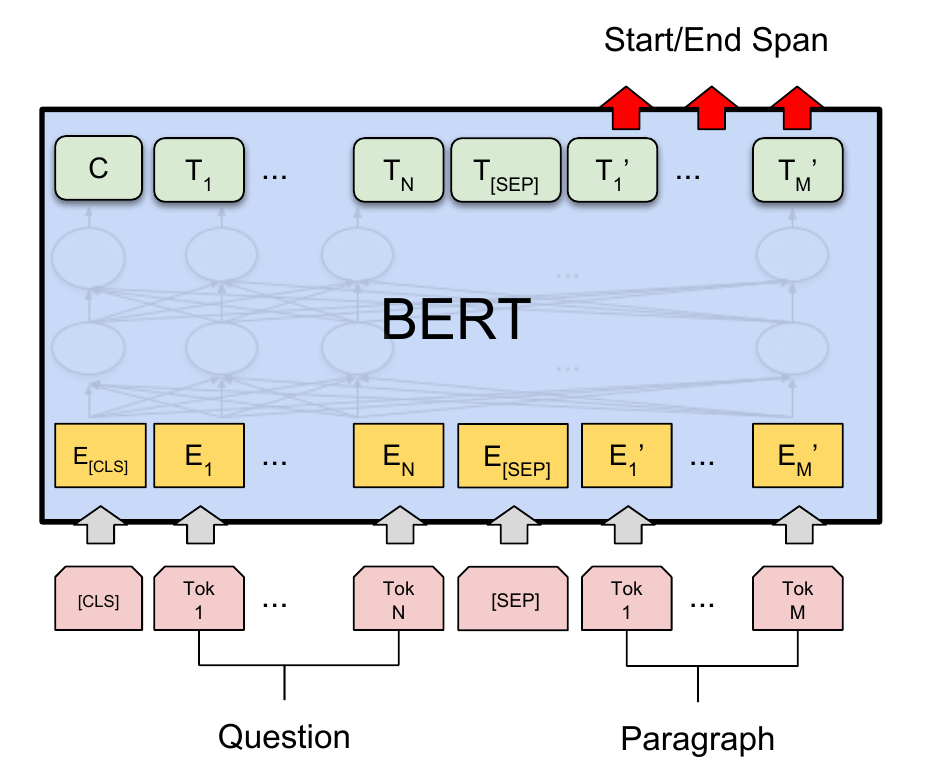 Start/End Span
C T1 ... TN T[SEP] T1’ ... TM’
...
BERT
...
E[CLS] E1 ... EN E[SEP] E1’ ... EM’
[CLS] Tok 1 ... Tok N [SEP] Tok 1 ... Tok M
Question Paragraph